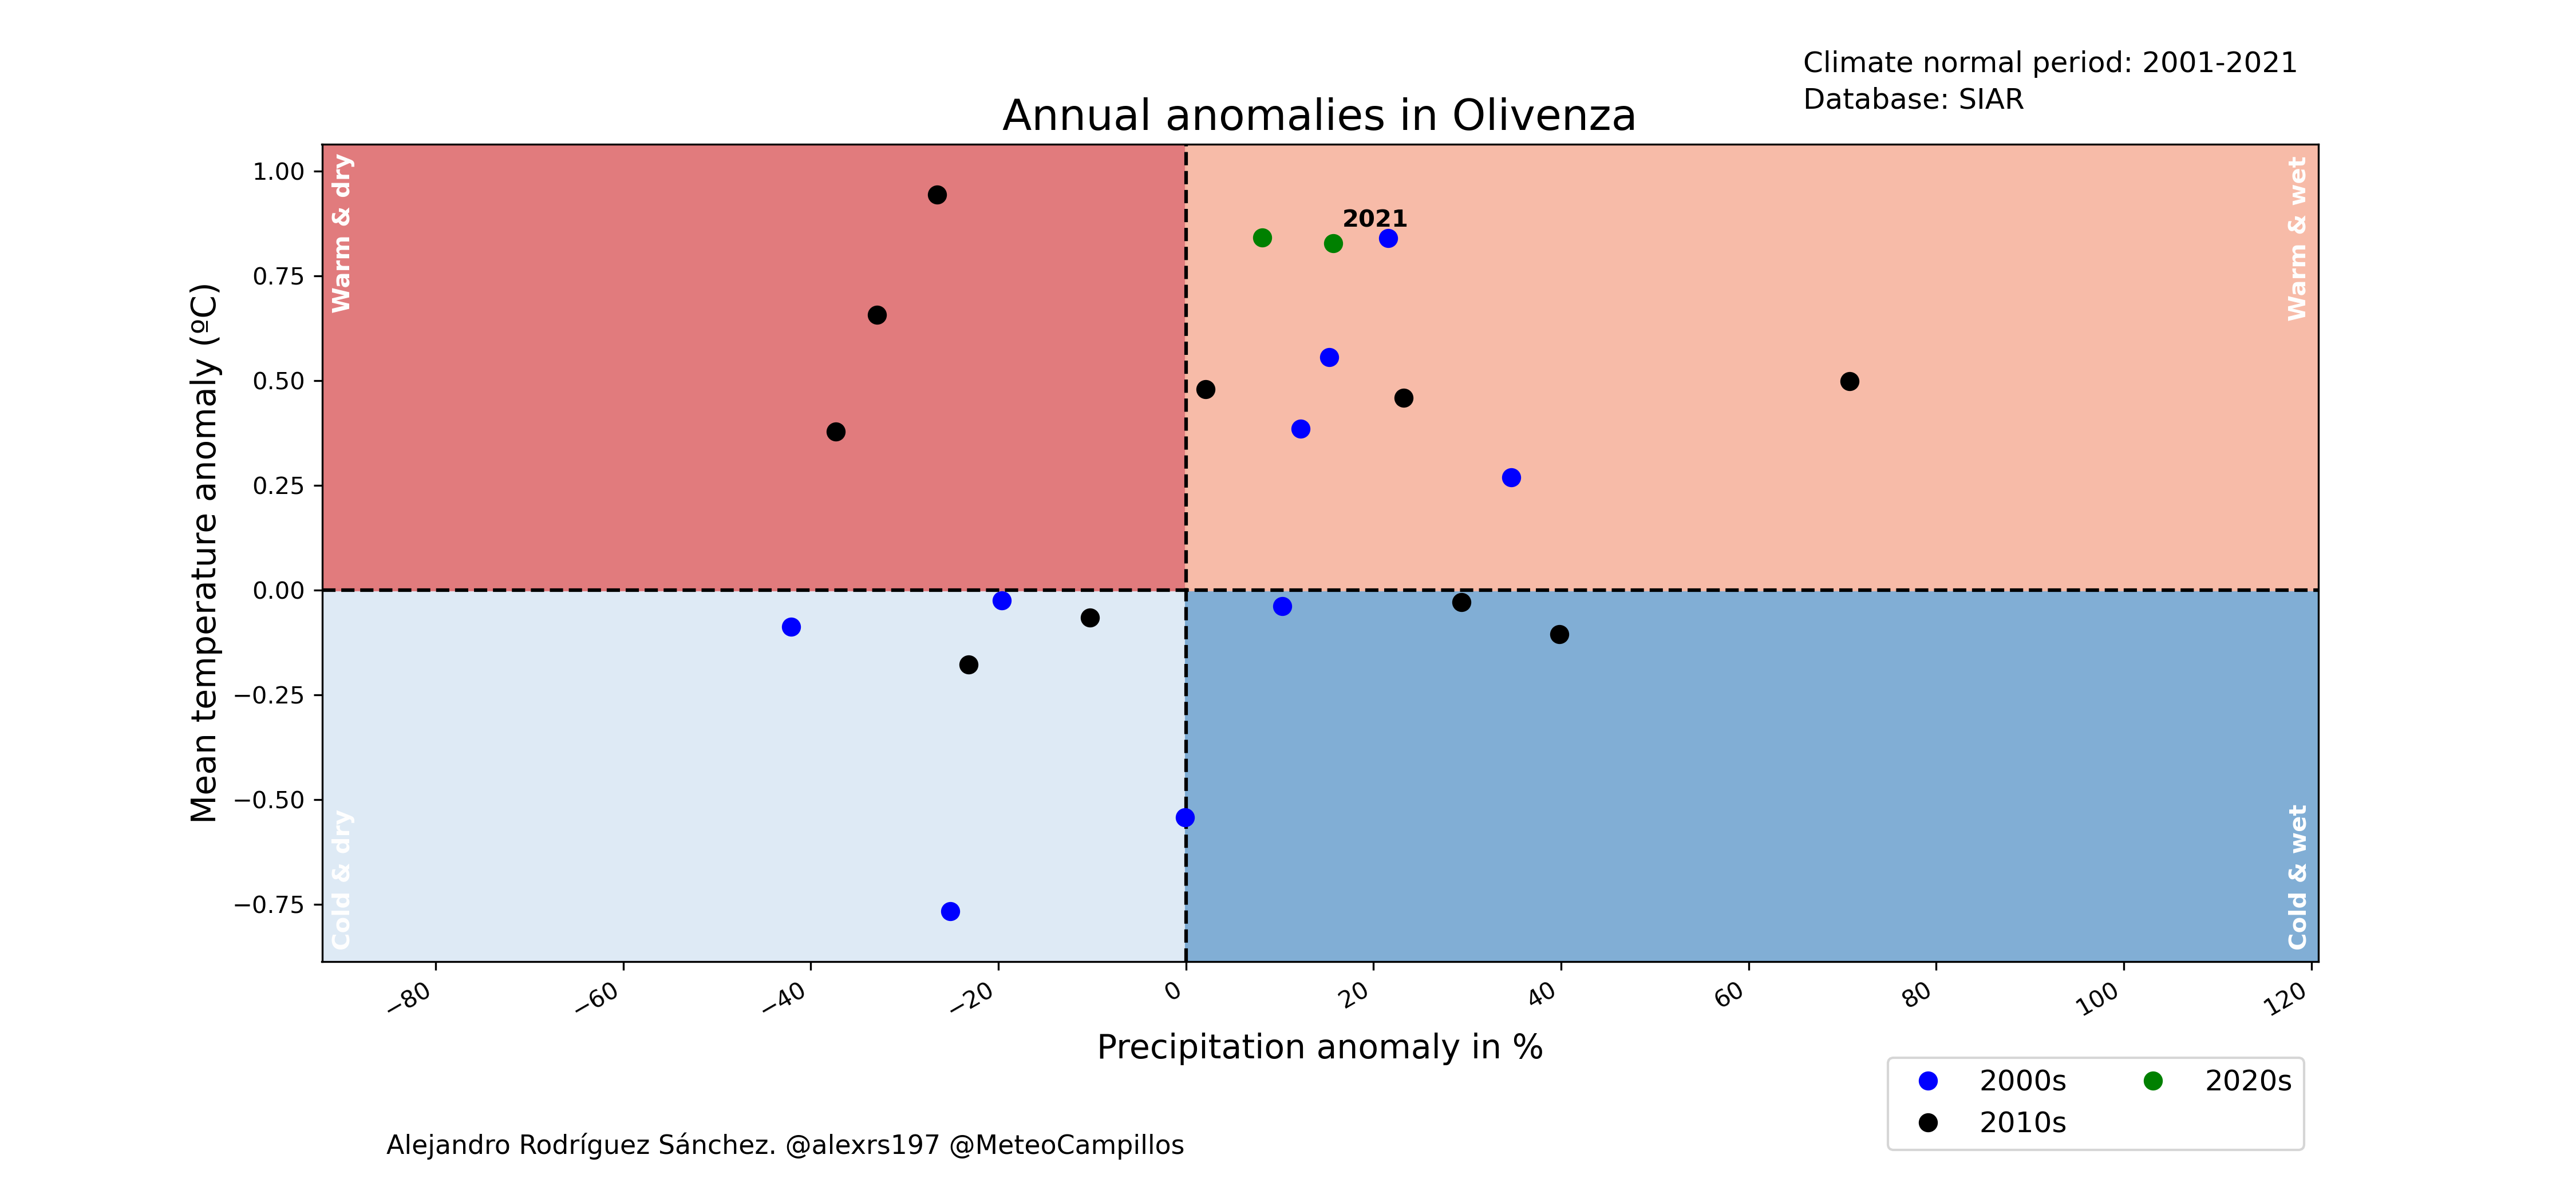 Climate normal period: 2001-2021
Database: SIAR
Annual anomalies in Olivenza
Warm & dry
Warm & wet
Cold & dry
Cold & wet
2021
Mean temperature anomaly (ºC)
1.00
0.75
0.50
0.25
0.00
−0.25
−0.50
−0.75
−80
−60
−40
−20
0
20
40
60
80
100
120
Precipitation anomaly in %
2000s
2010s
2020s
Alejandro Rodríguez Sánchez. @alexrs197 @MeteoCampillos